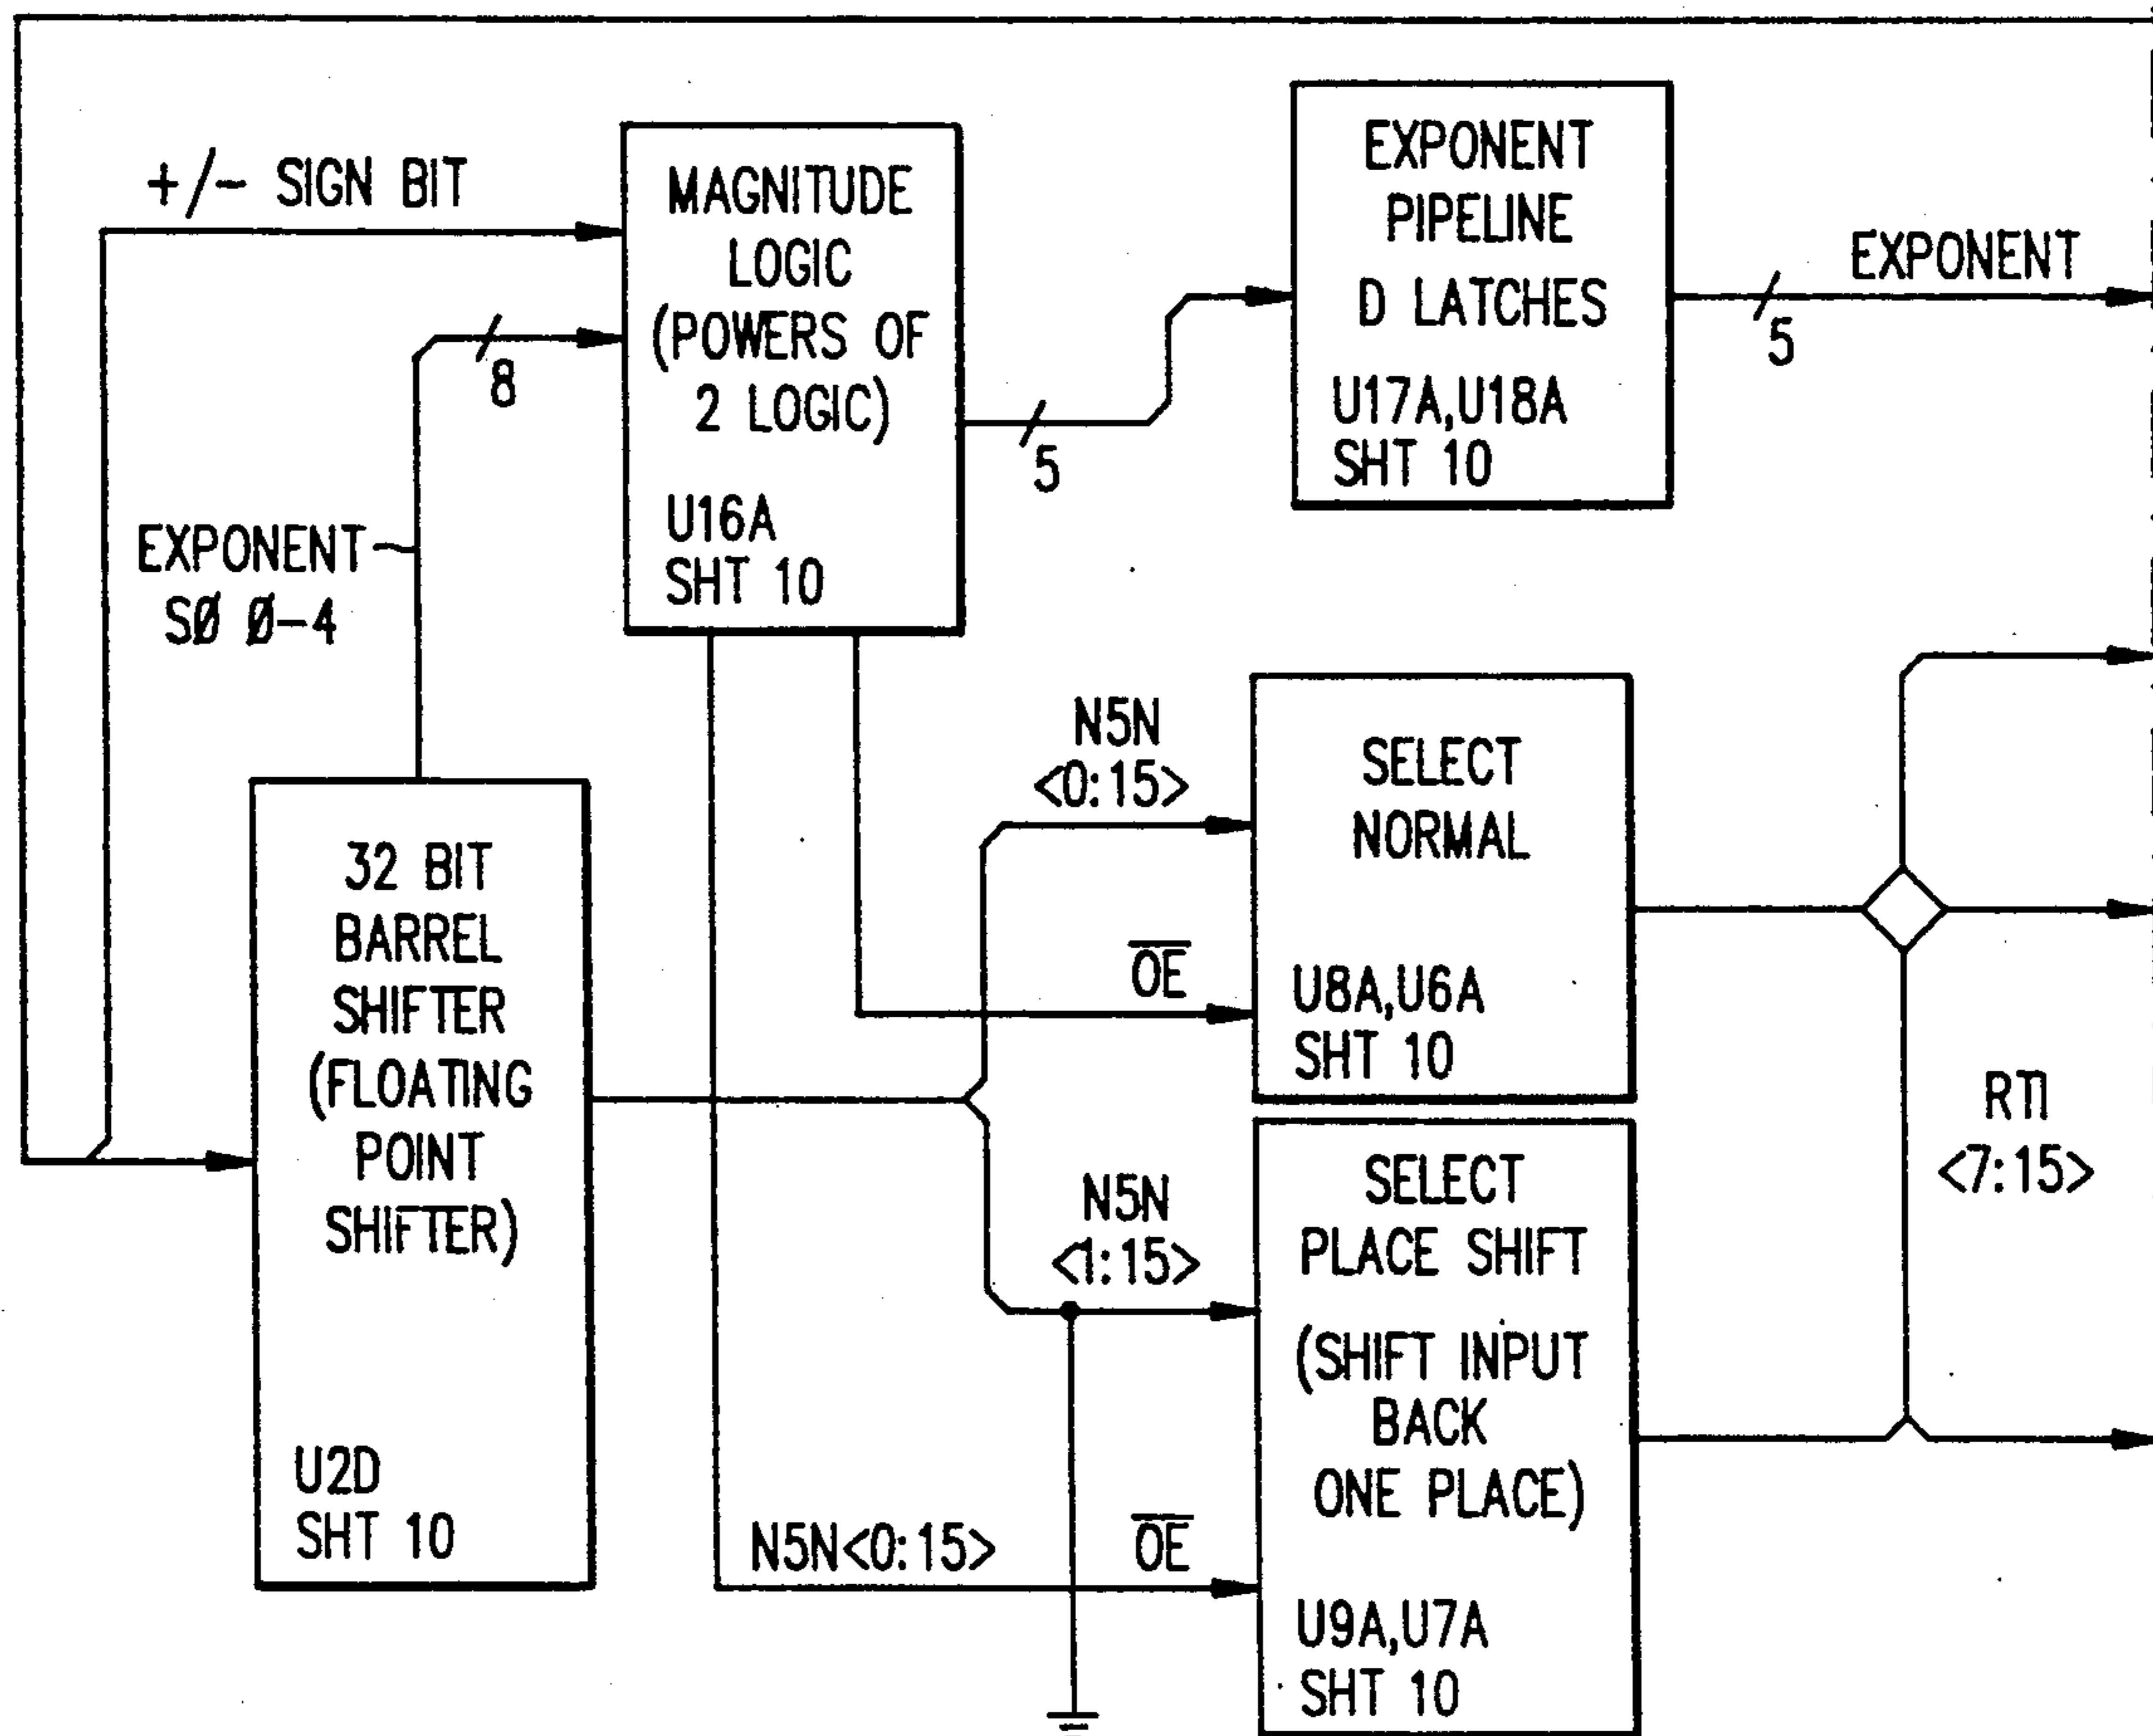 +/- SIGN BIT
MAGNITUDE
LOGIC
(POWERS OF
2 LOGIC)
U16A
SHT 10
EXPONENT
PIPELINE
D LATCHES
U17A,U18A
SHT 10
EXPONENT
5
8
5
EXPONENT
SØ Ø-4
32 BIT
BARREL
SHIFTER
(FLOATING
POINT
SHIFTER)
U2D
SHT 10
N5N
<0:15>
OE
SELECT
NORMAL
U8A,U6A
SHT 10
RTI
<7:15>
N5N
<1:15>
N5N<0:15>
OE
SELECT
PLACE SHIFT
(SHIFT INPUT
BACK
ONE PLACE)
U9A,U7A
SHT 10